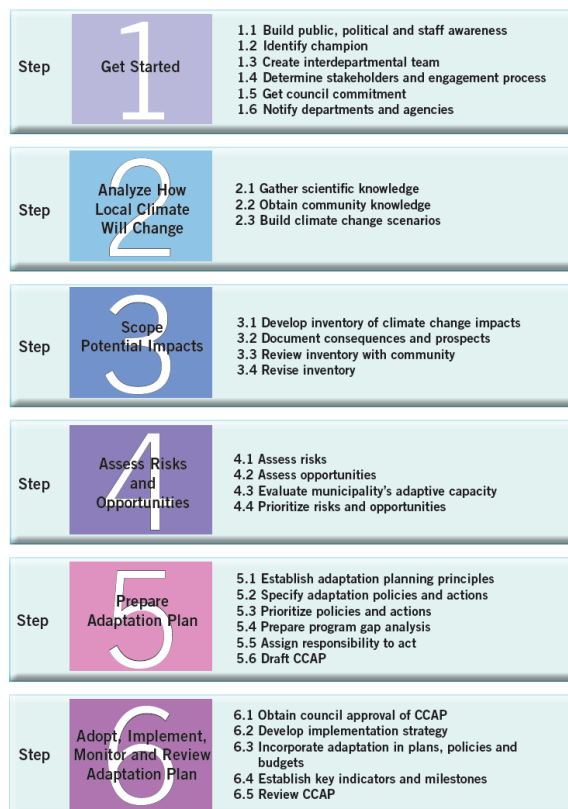 Step
1
Get Started
1.1 Build public, political and staff awareness
1.2 Identify champion
1.3 Create interdepartmental team
1.4 Determine stakeholders and engagement process
1.5 Get council commitment
1.6 Notify departments and agencies
Step
2
Analyze How
Local Climate
Will Change
2.1 Gather scientific knowledge
2.2 Obtain community knowledge
2.3 Build climate change scenarios
Step
3
Scope
Potential Impacts
3.1 Develop inventory of climate change impacts
3.2 Document consequences and prospects
3.3 Review inventory with community
3.4 Revise inventory
Step
4
Assess Risks
and
Opportunities
4.1 Assess risks
4.2 Assess opportunities
4.3 Evaluate municipality's adaptive capacity
4.4 Prioritize risks and opportunities
Step
5
Prepare
Adaptation Plan
5.1 Establish adaptation planning principles
5.2 Specify adaptation policies and actions
5.3 Prioritize policies and actions
5.4 Prepare program gap analysis
5.5 Assign responsibility to act
5.6 Draft CCAP
Step
6
Adopt, Implement,
Monitor and Review
Adaptation Plan
6.1 Obtain council approval of CCAP
6.2 Develop implementation strategy
6.3 Incorporate adaptation in plans, policies and
budgets
6.4 Establish key indicators and milestones
6.5 Review CCAP